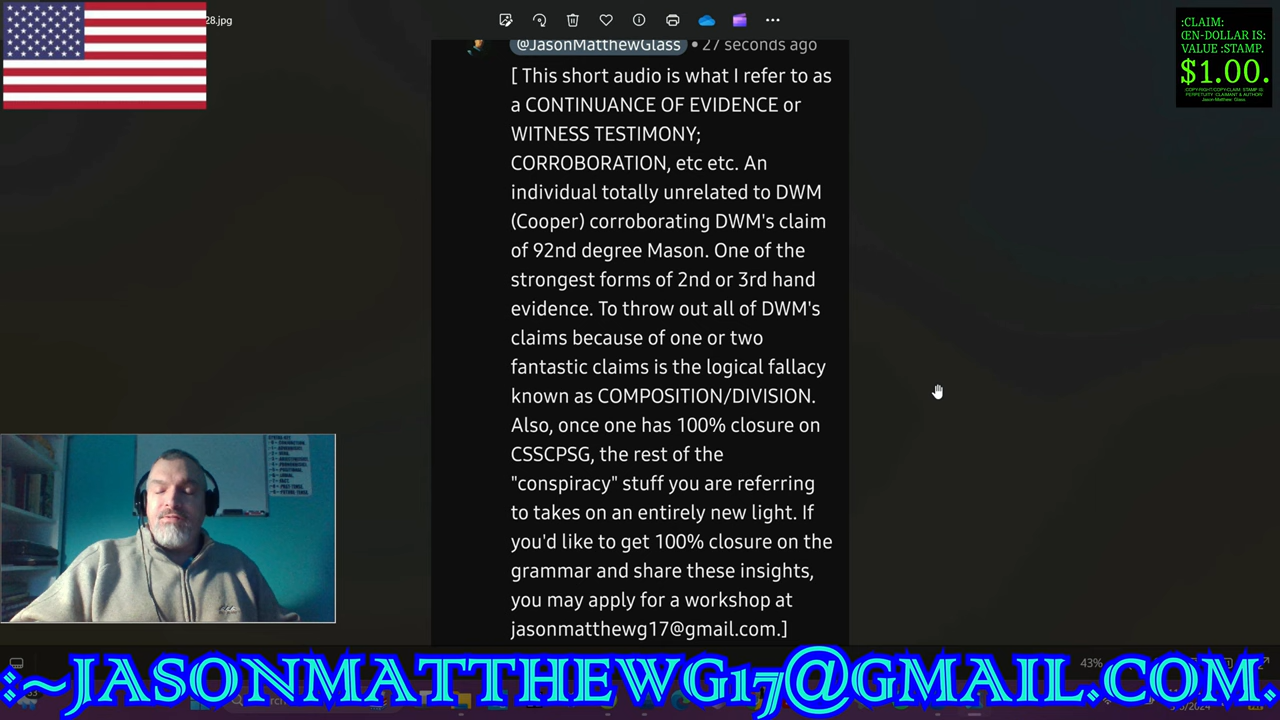 28.jpg
:CLAIM:
ŒN-DOLLAR IS:
VALUE :STAMP.
$1.00.
Jason Matthew: Glass.
@JasonMatthewGlass • 27 seconds ago
[ This short audio is what I refer to as
a CONTINUANCE OF EVIDENCE or
WITNESS TESTIMONY;
CORROBORATION, etc etc. An
individual totally unrelated to DWM
(Cooper) corroborating DWM's claim
of 92nd degree Mason. One of the
strongest forms of 2nd or 3rd hand
evidence. To throw out all of DWM's
claims because of one or two
fantastic claims is the logical fallacy
known as COMPOSITION/DIVISION.
Also, once one has 100% closure on
CSSCPSG, the rest of the
"conspiracy" stuff you are referring
to takes on an entirely new light. If
you'd like to get 100% closure on the
grammar and share these insights,
you may apply for a workshop at
jasonmatthewg17@gmail.com.]
43%
:~JASONMATTHEWG17@GMAIL.COM.